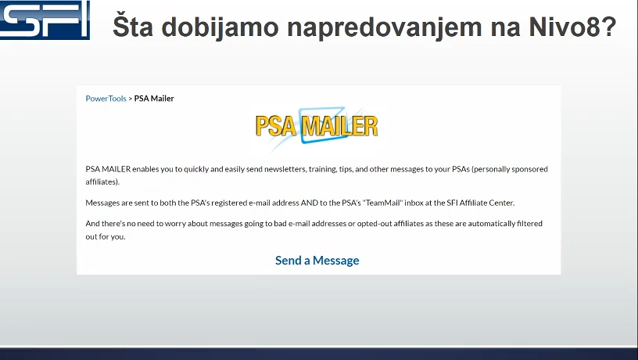 SFI
Šta dobijamo napredovanjem na Nivo8?
PowerTools > PSA Mailer
PSA MAILER
PSA MAILER enables you to quickly and easily send newsletters, training, tips, and other messages to your PSAs (personally sponsored
affiliates).
Messages are sent to both the PSA's registered e-mail address AND to the PSA's "TeamMail" inbox at the SFI Affiliate Center.
And there's no need to worry about messages going to bad e-mail addresses or opted-out affiliates as these are automatically filtered
out for you.
Send a Message